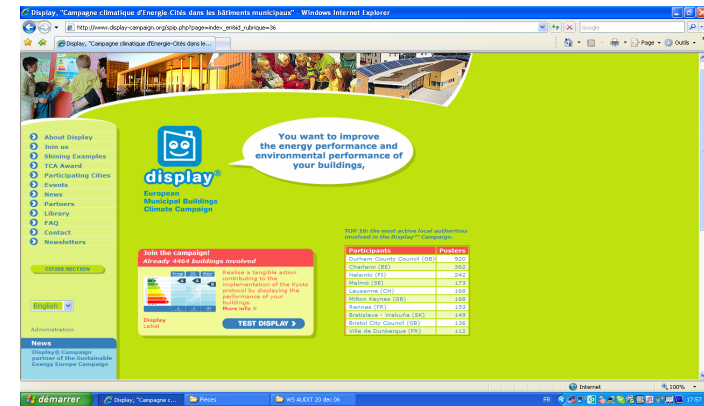 Display, "Campagne climatique d'Energie-Cités dans les bâtiments municipaux" - Windows Internet Explorer
http://www.display-campaign.org/spip.php?page=index_enbid_rubrique=36
Google
Display, "Campagne climatique d'Energie-Cités dans le...
Page
Outils
About Display
Join us
Shining Examples
TCA Award
Participating Cities
Events
News
Partners
Library
FAQ
Contact
Newsletters
CITIES SECTION
English
Administration
News
Display® Campaign
partner of the Sustainable
Energy Europe Campaign
display®
European
Municipal Buildings
Climate Campaign
You want to improve
the energy performance and
environmental performance of
your buildings,
Join the campaign!
Already 4464 buildings involved
Realise a tangible action
contributing to the
implementation of the Kyoto
protocol by displaying the
performance of your
buildings.
More info >
Display
Label
TEST DISPLAY >
TOP 10: the most active local authorities
involved in the Display™ Campaign.
Participants Posters
Durham County Council (GB) 920
Charleroi (BE) 362
Helsinki (FI) 242
Malmö (SE) 173
Lausanne (CH) 168
Milton Keynes (GB) 168
Rennes (FR) 153
Bratislava - Vrakuňa (SK) 149
Bristol City Council (GB) 136
Ville de Dunkerque (FR) 112
Internet
100%
démarrer
Display, "Campagne c...
Pieces
WS AUDIT 20 dec 06
FR
17:57